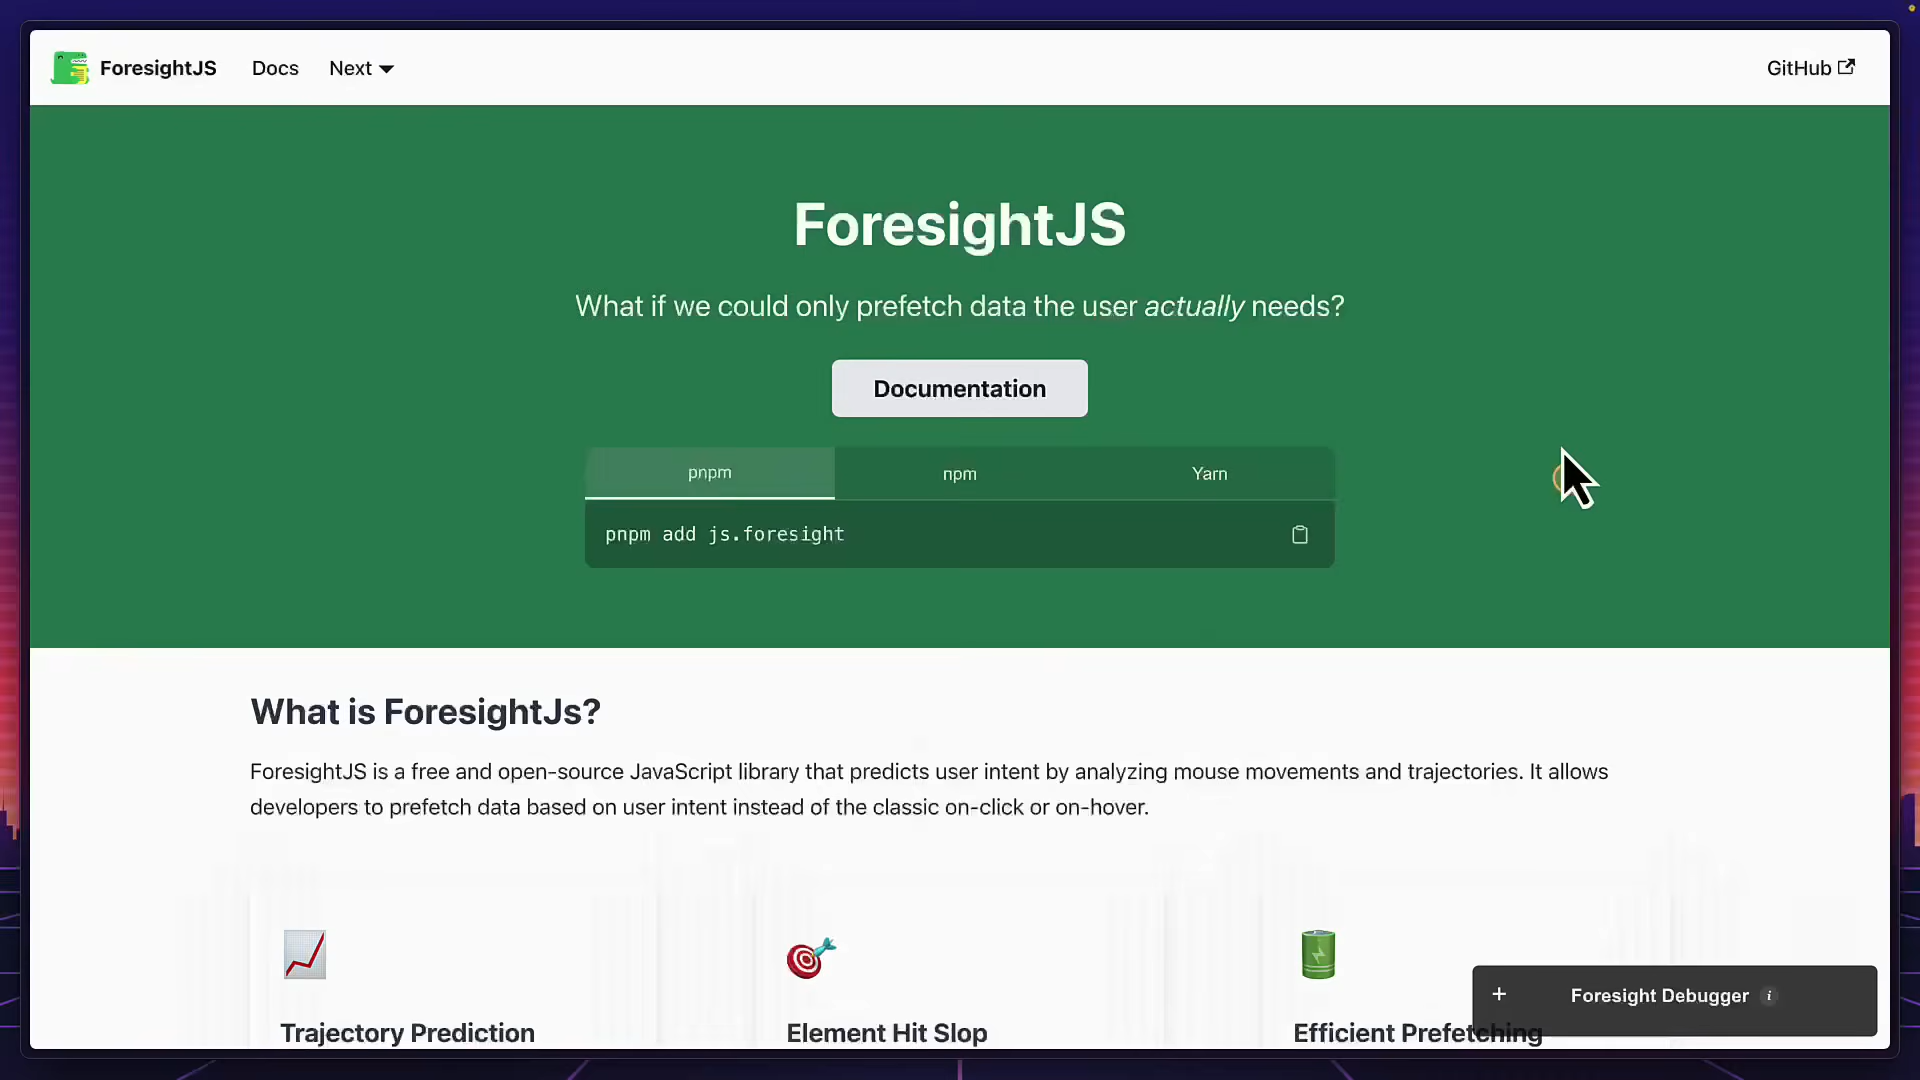 ForesightJS
Docs
Next
GitHub
ForesightJS
What if we could only prefetch data the user actually needs?
Documentation
pnpm
npm
Yarn
pnpm add js.foresight
What is ForesightJs?
ForesightJS is a free and open-source JavaScript library that predicts user intent by analyzing mouse movements and trajectories. It allows
developers to prefetch data based on user intent instead of the classic on-click or on-hover.
Trajectory Prediction
Element Hit Slop
Efficient Prefetching
+ Foresight Debugger i